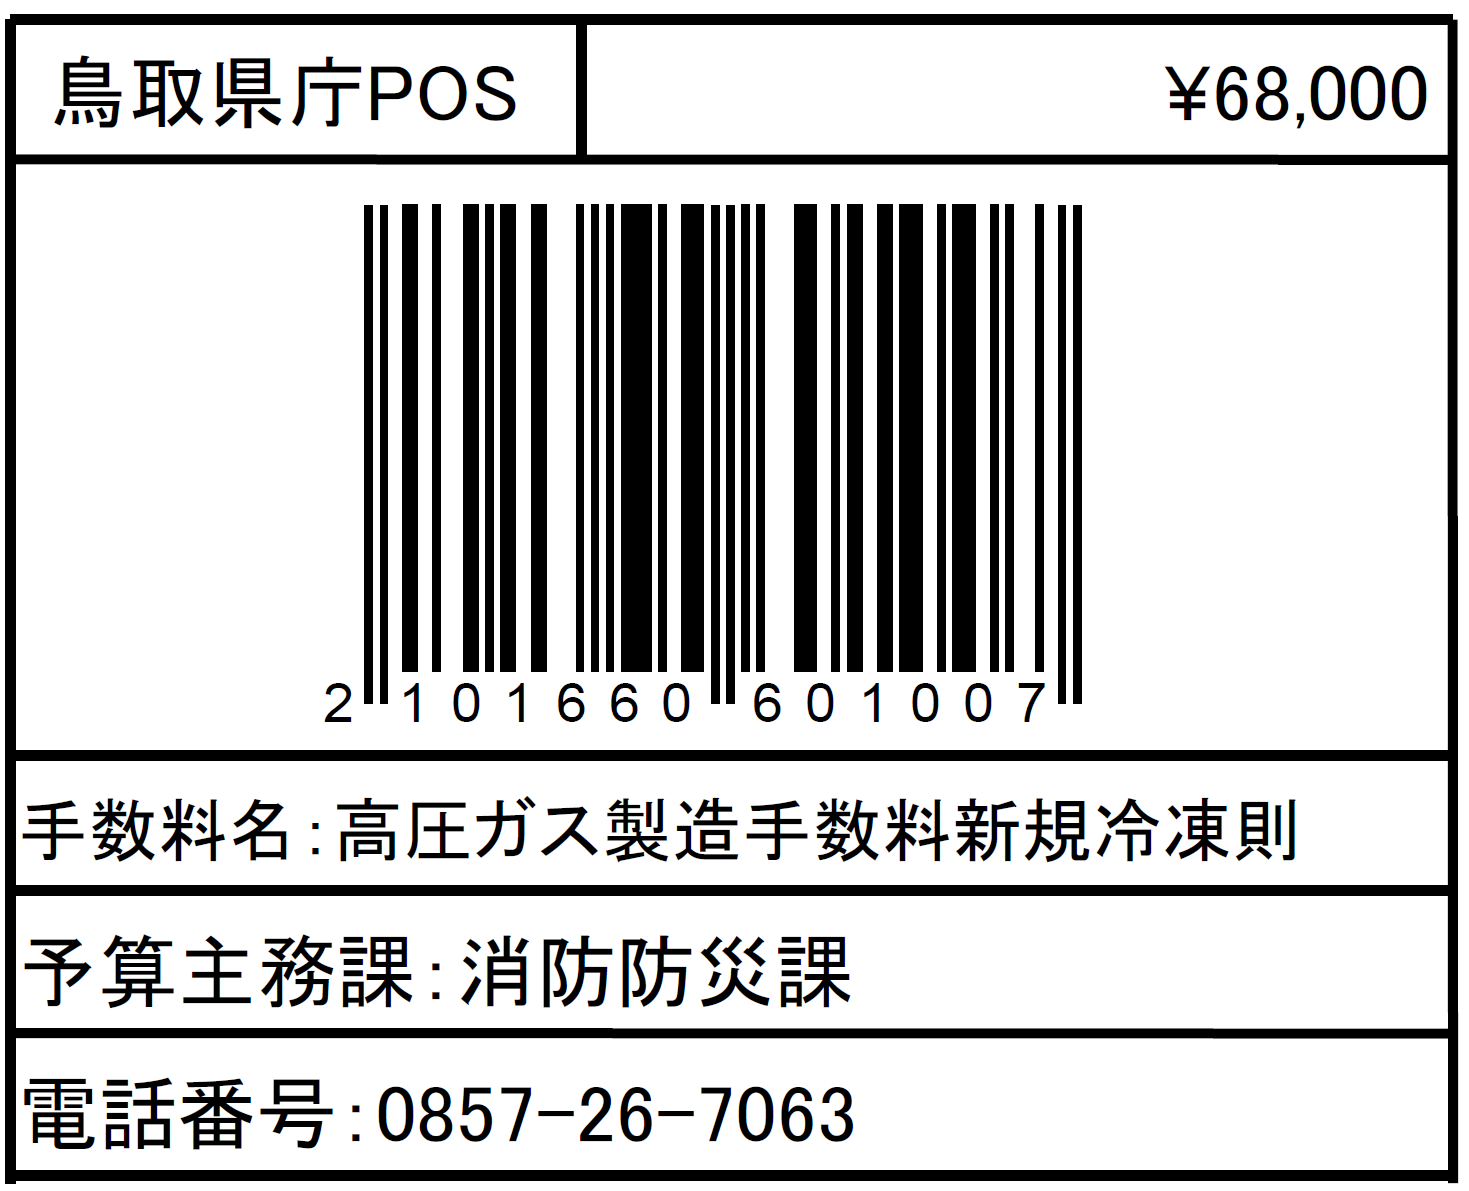 鳥取県庁POS
¥68,000
2 101660 601007
手数料名:高圧ガス製造手数料新規冷凍則
予算主務課:消防防災課
電話番号:0857-26-7063